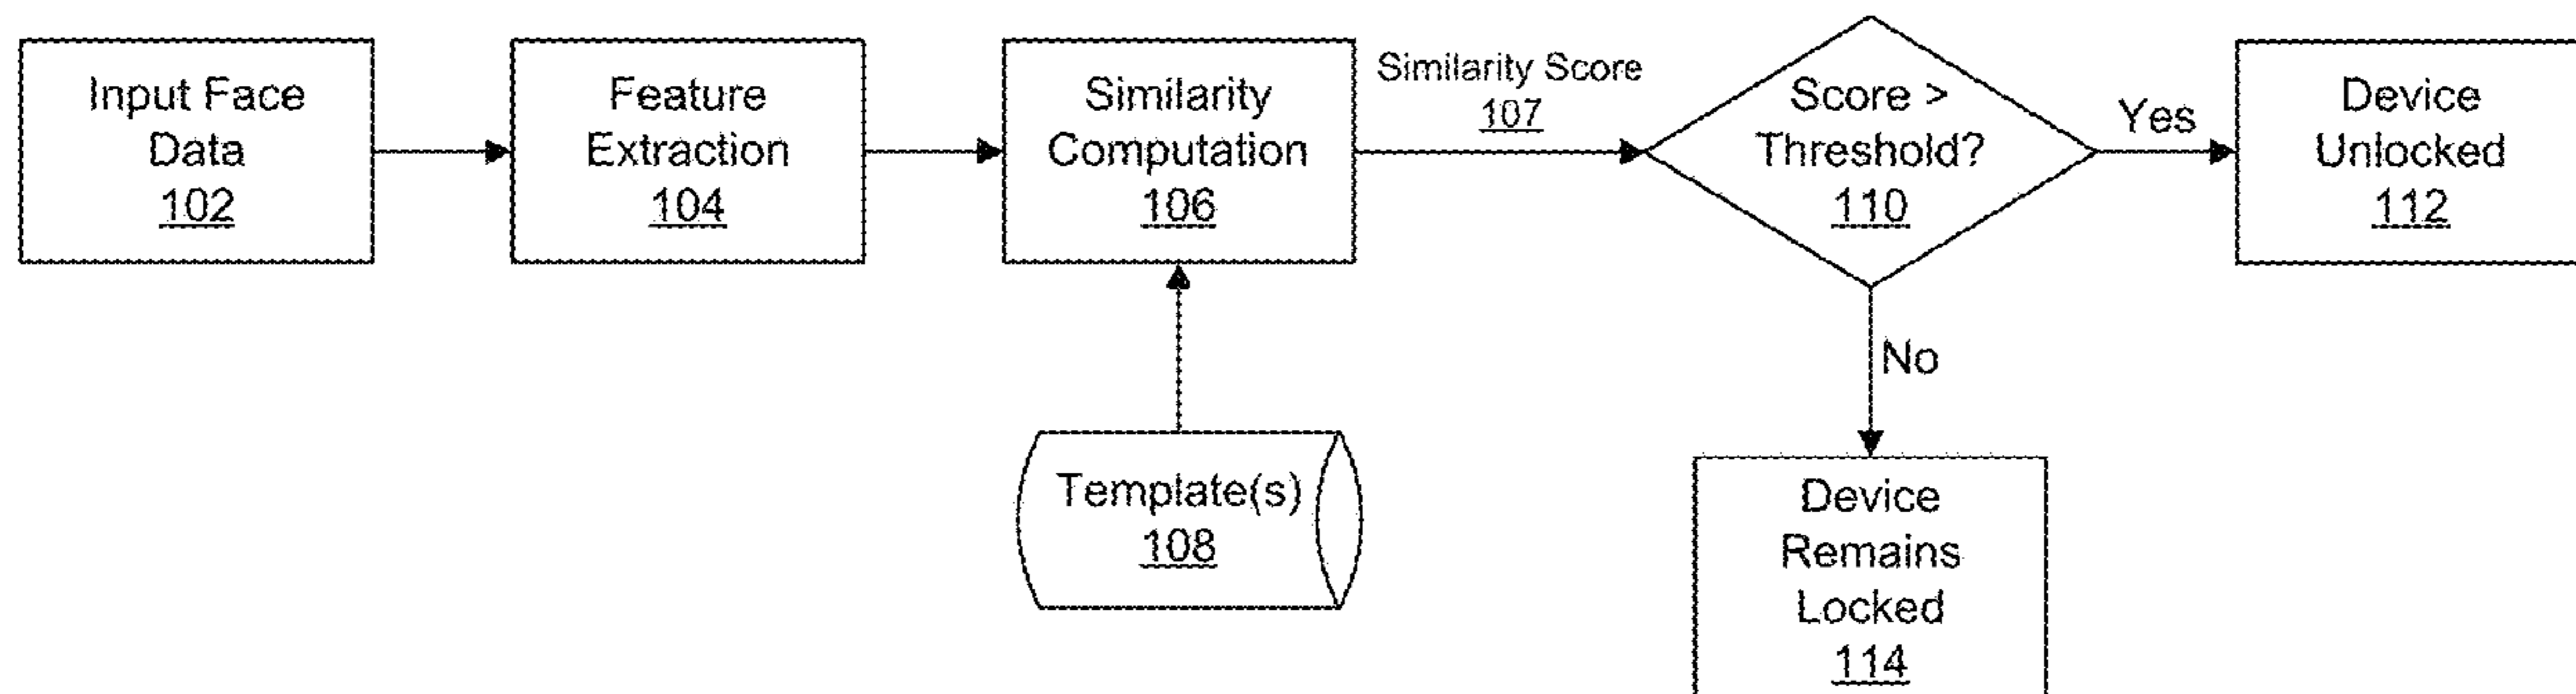 Input Face
Data
102
Feature
Extraction
104
Similarity
Computation
106
Similarity Score
107
Score >
Threshold?
110
Yes
Device
Unlocked
112
No
Template(s)
108
Device
Remains
Locked
114